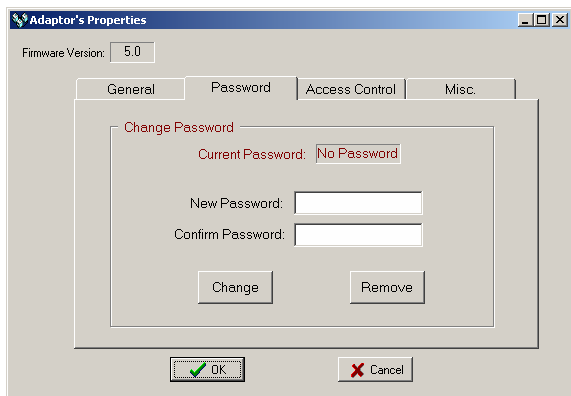 Adaptor's Properties
Firmware Version: 5.0
General Password Access Control Misc.
Change Password
Current Password: No Password
New Password:
Confirm Password:
Change Remove
OK Cancel